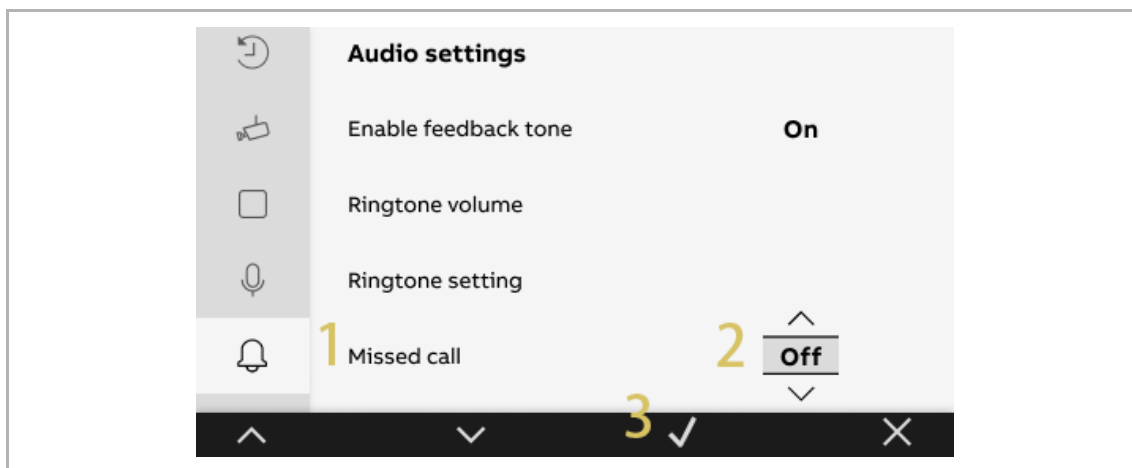 Audio settings
Enable feedback tone On
Ringtone volume
Ringtone setting
1 Missed call 2 Off
3